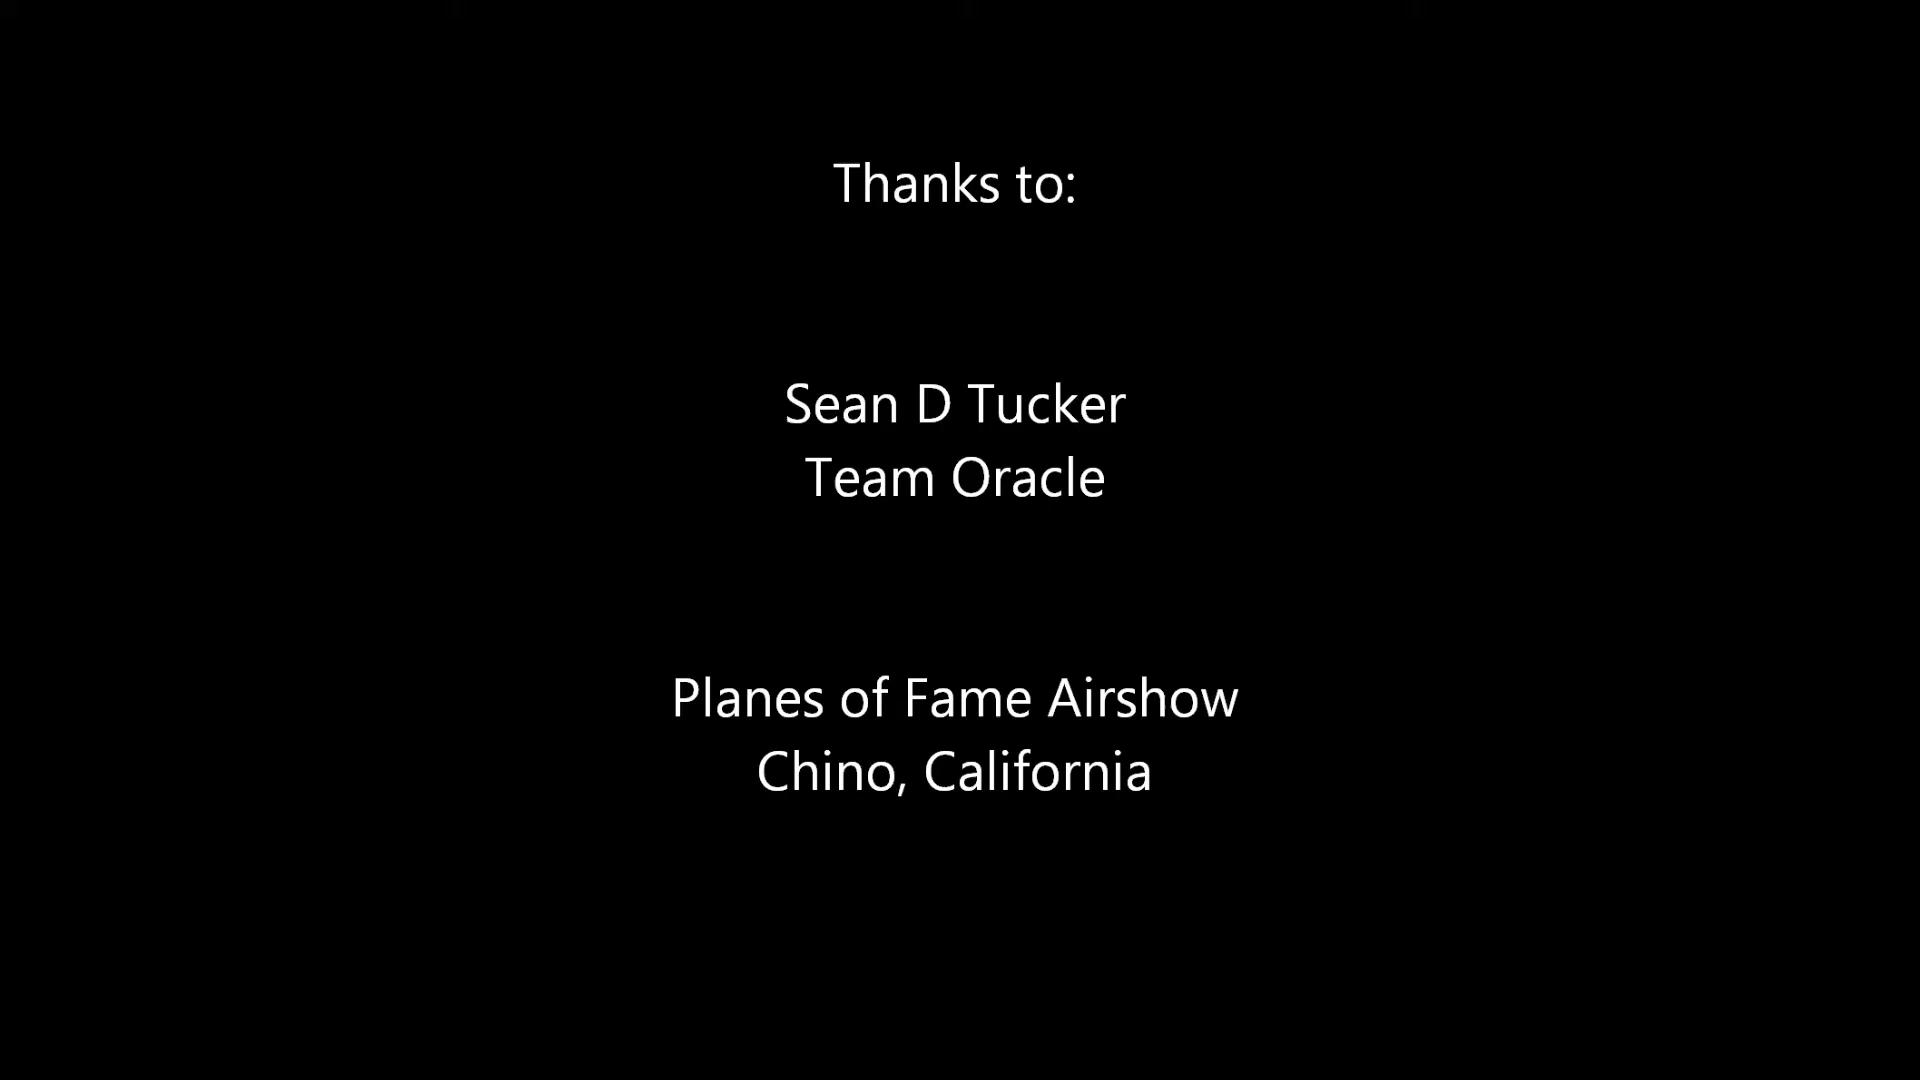 Thanks to:
Sean D Tucker
Team Oracle
Planes of Fame Airshow
Chino, California